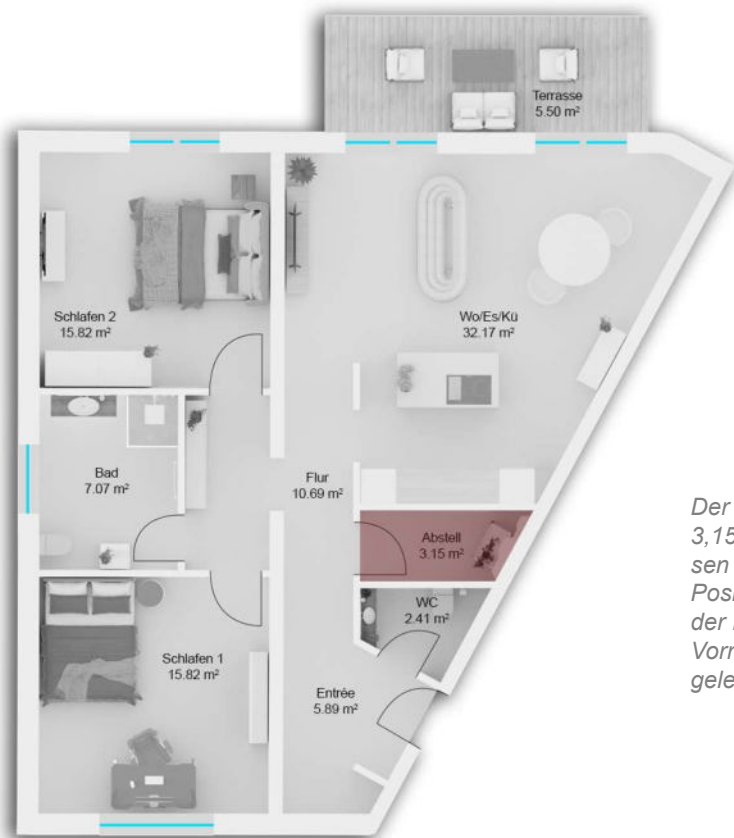 Terrasse
5.50 m²
Schlafen 2
15.82 m²
Wo/Es/Kü
32.17 m²
Bad
7.07 m²
Flur
10.69 m²
Abstell
3.15 m²
WC
2.41 m²
Schlafen 1
15.82 m²
Entrée
5.89 m²
Der
3,15
sen
Posi
der
Vorr
gele